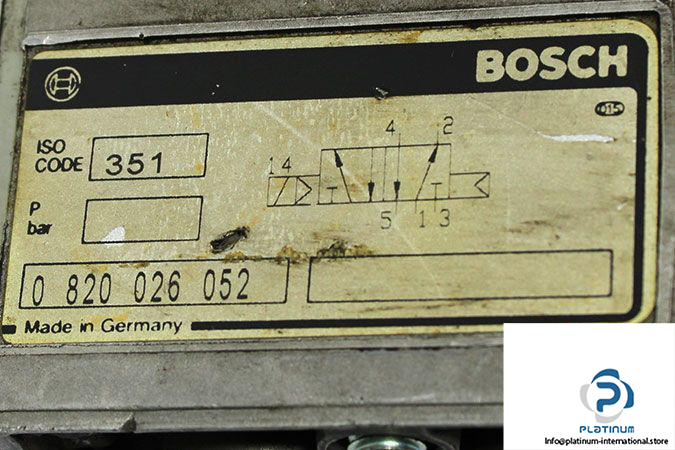 BOSCH
015
ISO
CODE
351
14
4
2
5
1
3
P
bar
0 820 026 052
Made in Germany
PLATINUM
Info@platinum-international.store